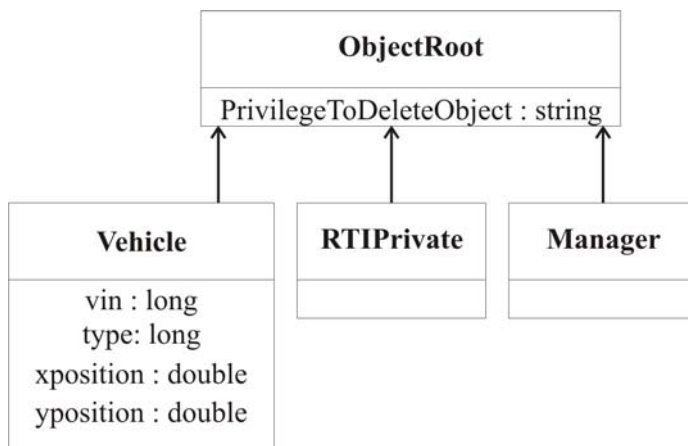 ObjectRoot
PrivilegeToDeleteObject : string
Vehicle
vin : long
type: long
xposition : double
yposition : double
RTIPrivate
Manager